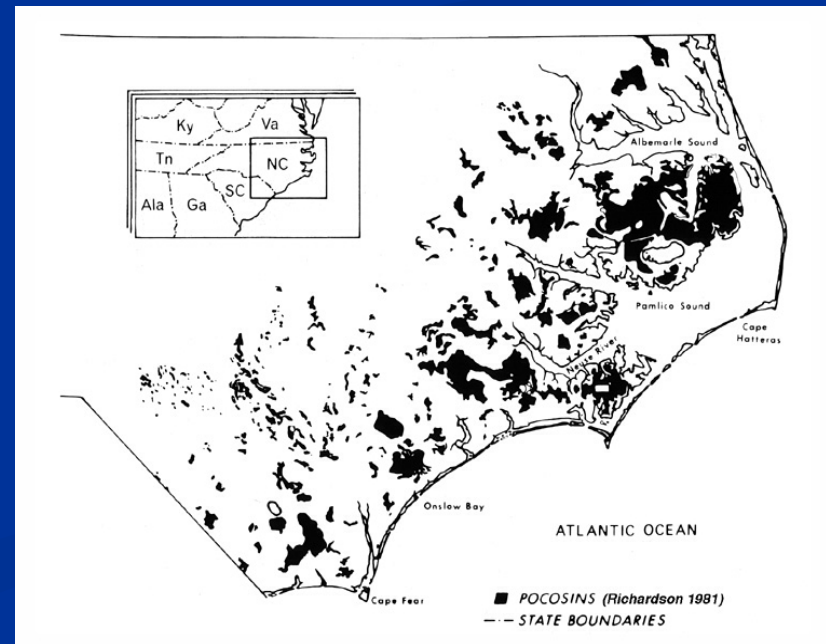 Ky
Va
Tn
NC
SC
Ala
Ga
Albemarle Sound
Pamlico Sound
Cape
Hatteras
Neuse River
Onslow Bay
ATLANTIC OCEAN
Cape Fear
POCOSINS (Richardson 1981)
STATE BOUNDARIES